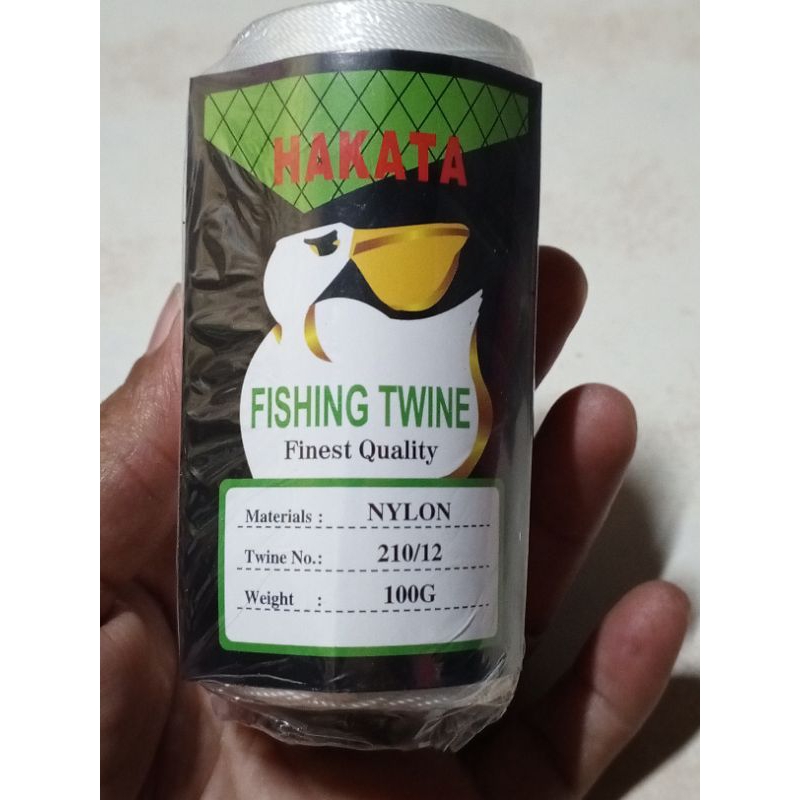 HAKATA
FISHING TWINE
Finest Quality
Materials : NYLON
Twine No.: 210/12
Weight : 100G